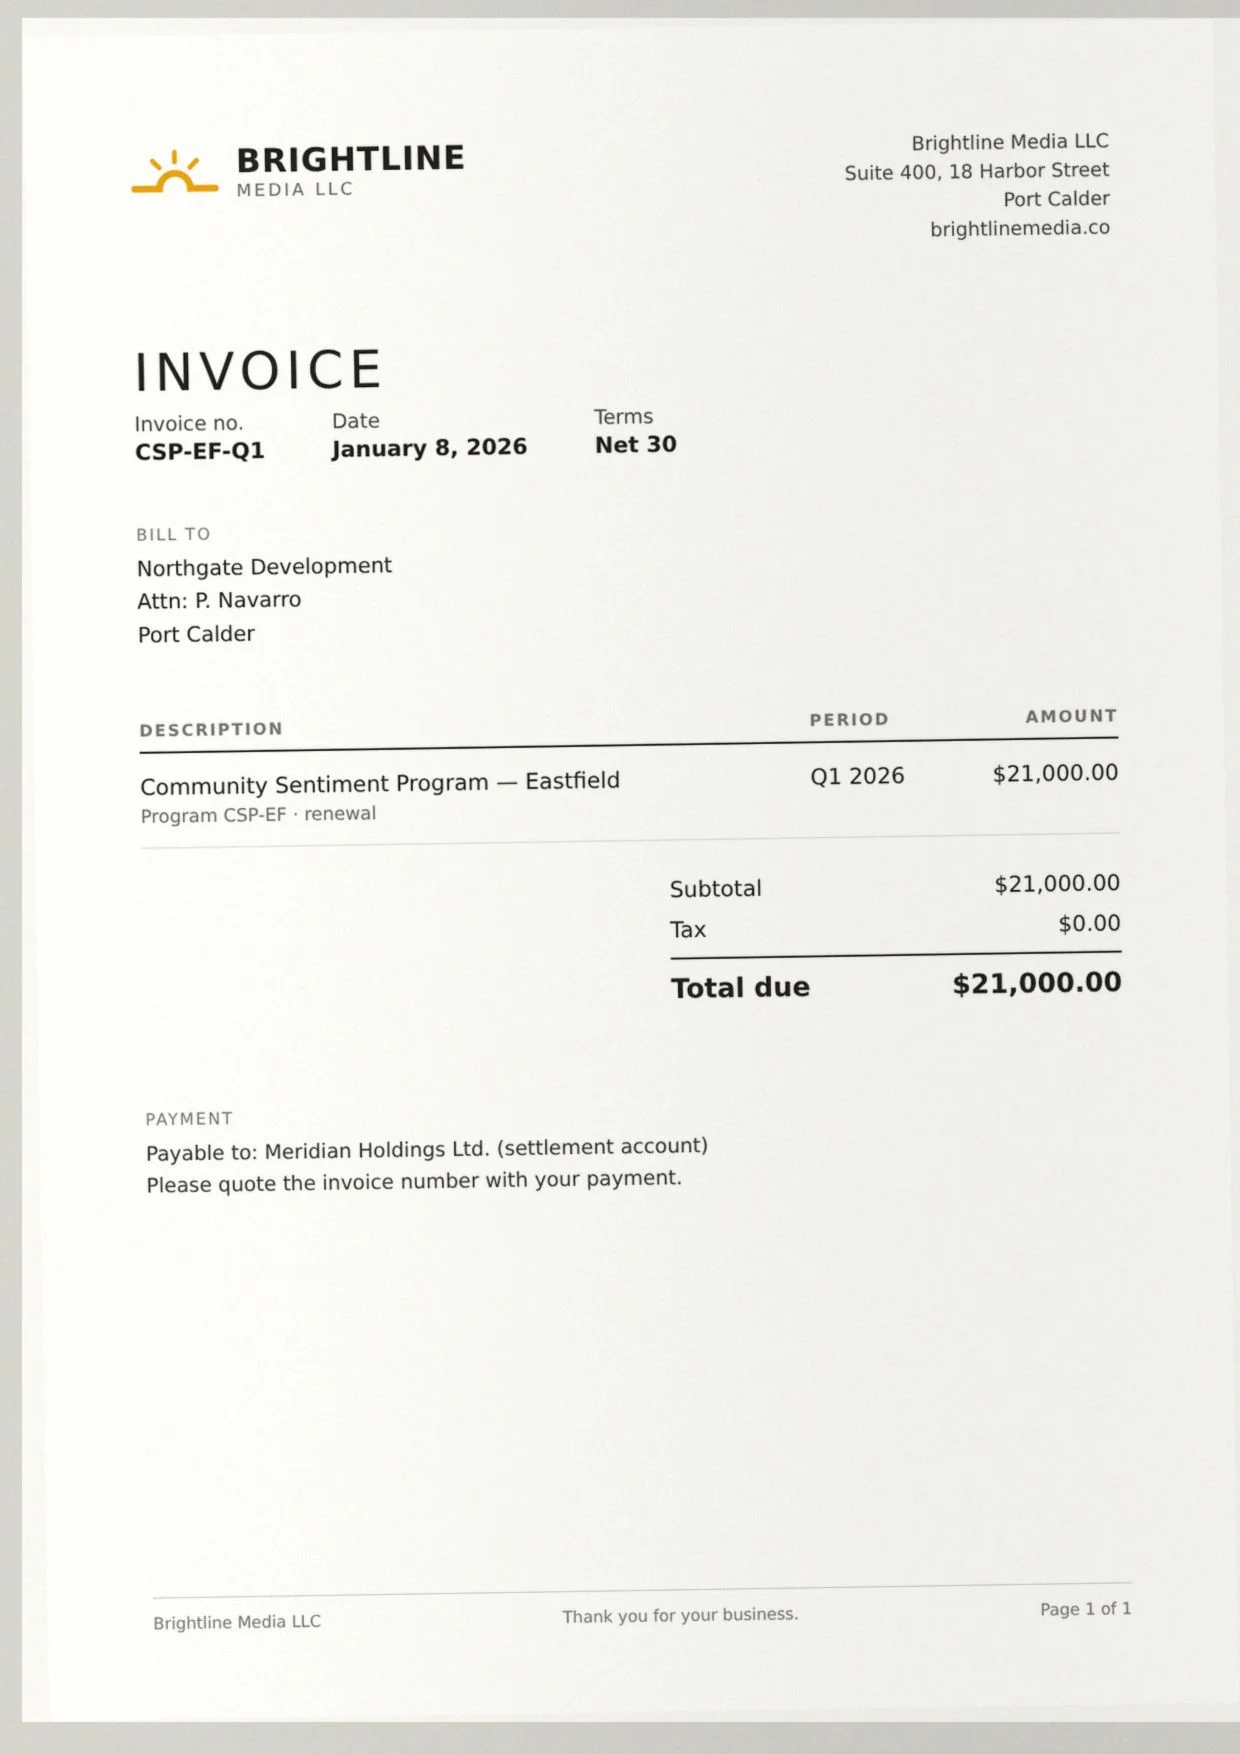 BRIGHTLINE
MEDIA LLC
Brightline Media LLC
Suite 400, 18 Harbor Street
Port Calder
brightlinemedia.co
INVOICE
Invoice no. Date Terms
CSP-EF-Q1 January 8, 2026 Net 30
BILL TO
Northgate Development
Attn: P. Navarro
Port Calder
DESCRIPTION PERIOD AMOUNT
Community Sentiment Program — Eastfield Q1 2026 $21,000.00
Program CSP-EF · renewal
Subtotal $21,000.00
Tax $0.00
Total due $21,000.00
PAYMENT
Payable to: Meridian Holdings Ltd. (settlement account)
Please quote the invoice number with your payment.
Brightline Media LLC Thank you for your business. Page 1 of 1